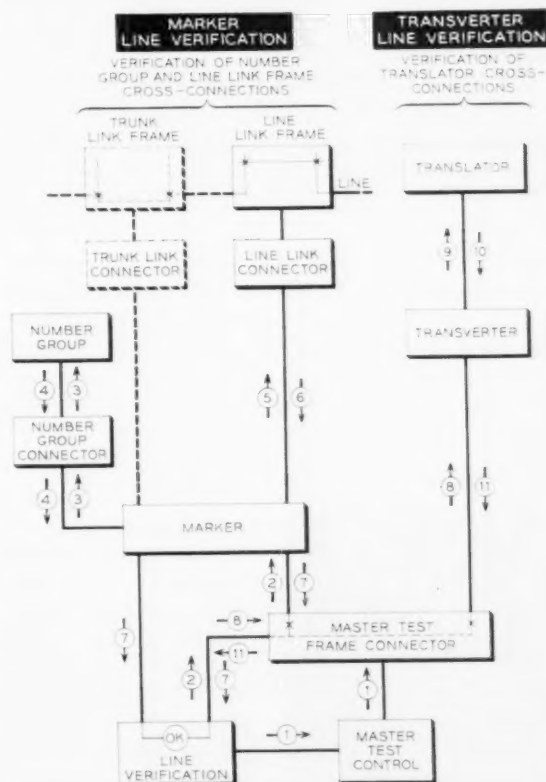 MARKER
LINE VERIFICATION
TRANSVERTER
LINE VERIFICATION
VERIFICATION OF NUMBER
GROUP AND LINE LINK FRAME
CROSS-CONNECTIONS
VERIFICATION OF
TRANSLATOR CROSS-
CONNECTIONS
TRUNK
LINK FRAME
LINE
LINK FRAME
TRANSLATOR
LINE
TRUNK LINK
CONNECTOR
LINE LINK
CONNECTOR
9 10
NUMBER
GROUP
TRANSVERTER
4 3
5 6
NUMBER
GROUP
CONNECTOR
4 3
8 11
MARKER
2 7
7
8
MASTER TEST
FRAME CONNECTOR
11
2 7
1
OK
LINE
VERIFICATION
1
MASTER
TEST
CONTROL